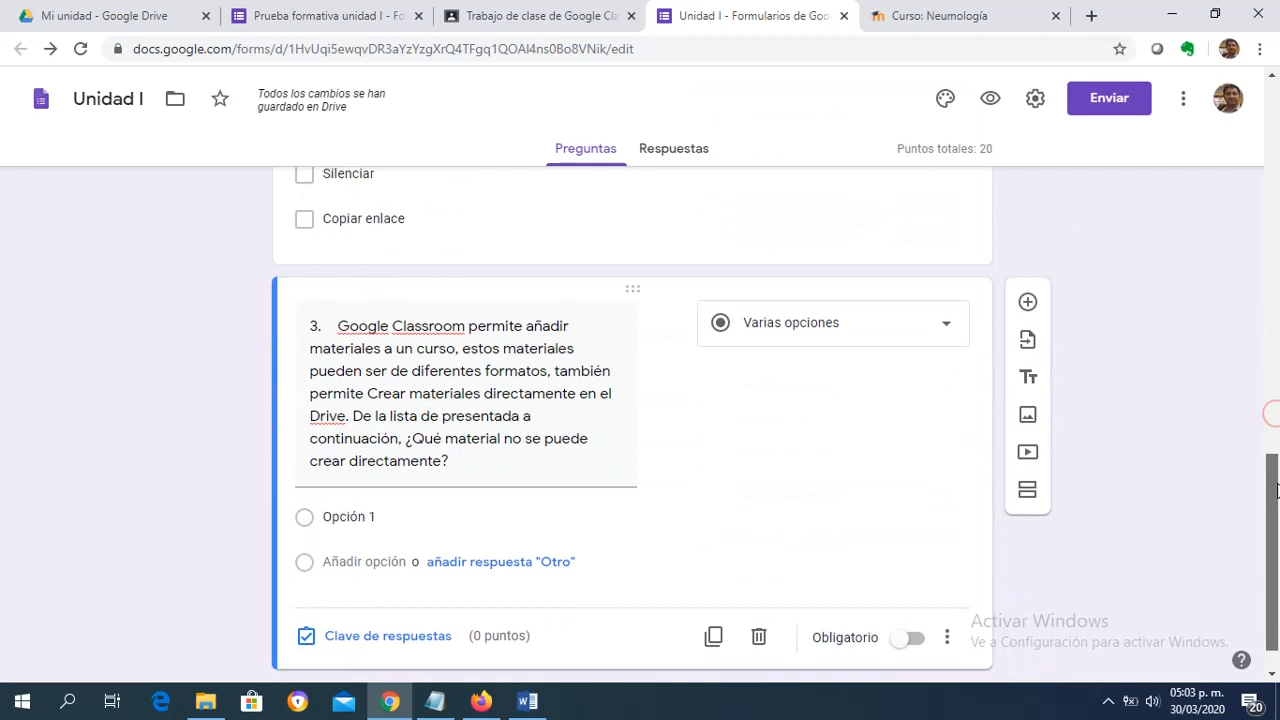 Mi unidad - Google Drive
Prueba formativa unidad I - F
Trabajo de clase de Google Cla
Unidad I - Formularios de Goo
Curso: Neumología
docs.google.com/forms/d/1HvUqi5ewqvDR3aYzYzgXrQ4TFgq1QOAl4ns0Bo8VNik/edit
Unidad I
Todos los cambios se han
guardado en Drive
Enviar
Preguntas
Respuestas
Puntos totales: 20
Silenciar
Copiar enlace
3. Google Classroom permite añadir
materiales a un curso, estos materiales
pueden ser de diferentes formatos, también
permite Crear materiales directamente en el
Drive. De la lista de presentada a
continuación, ¿Qué material no se puede
crear directamente?
Varias opciones
Opción 1
Añadir opción o añadir respuesta "Otro"
Clave de respuestas (0 puntos)
Obligatorio
Activar Windows
Ve a Configuración para activar Windows.
05:03 p. m.
30/03/2020
20